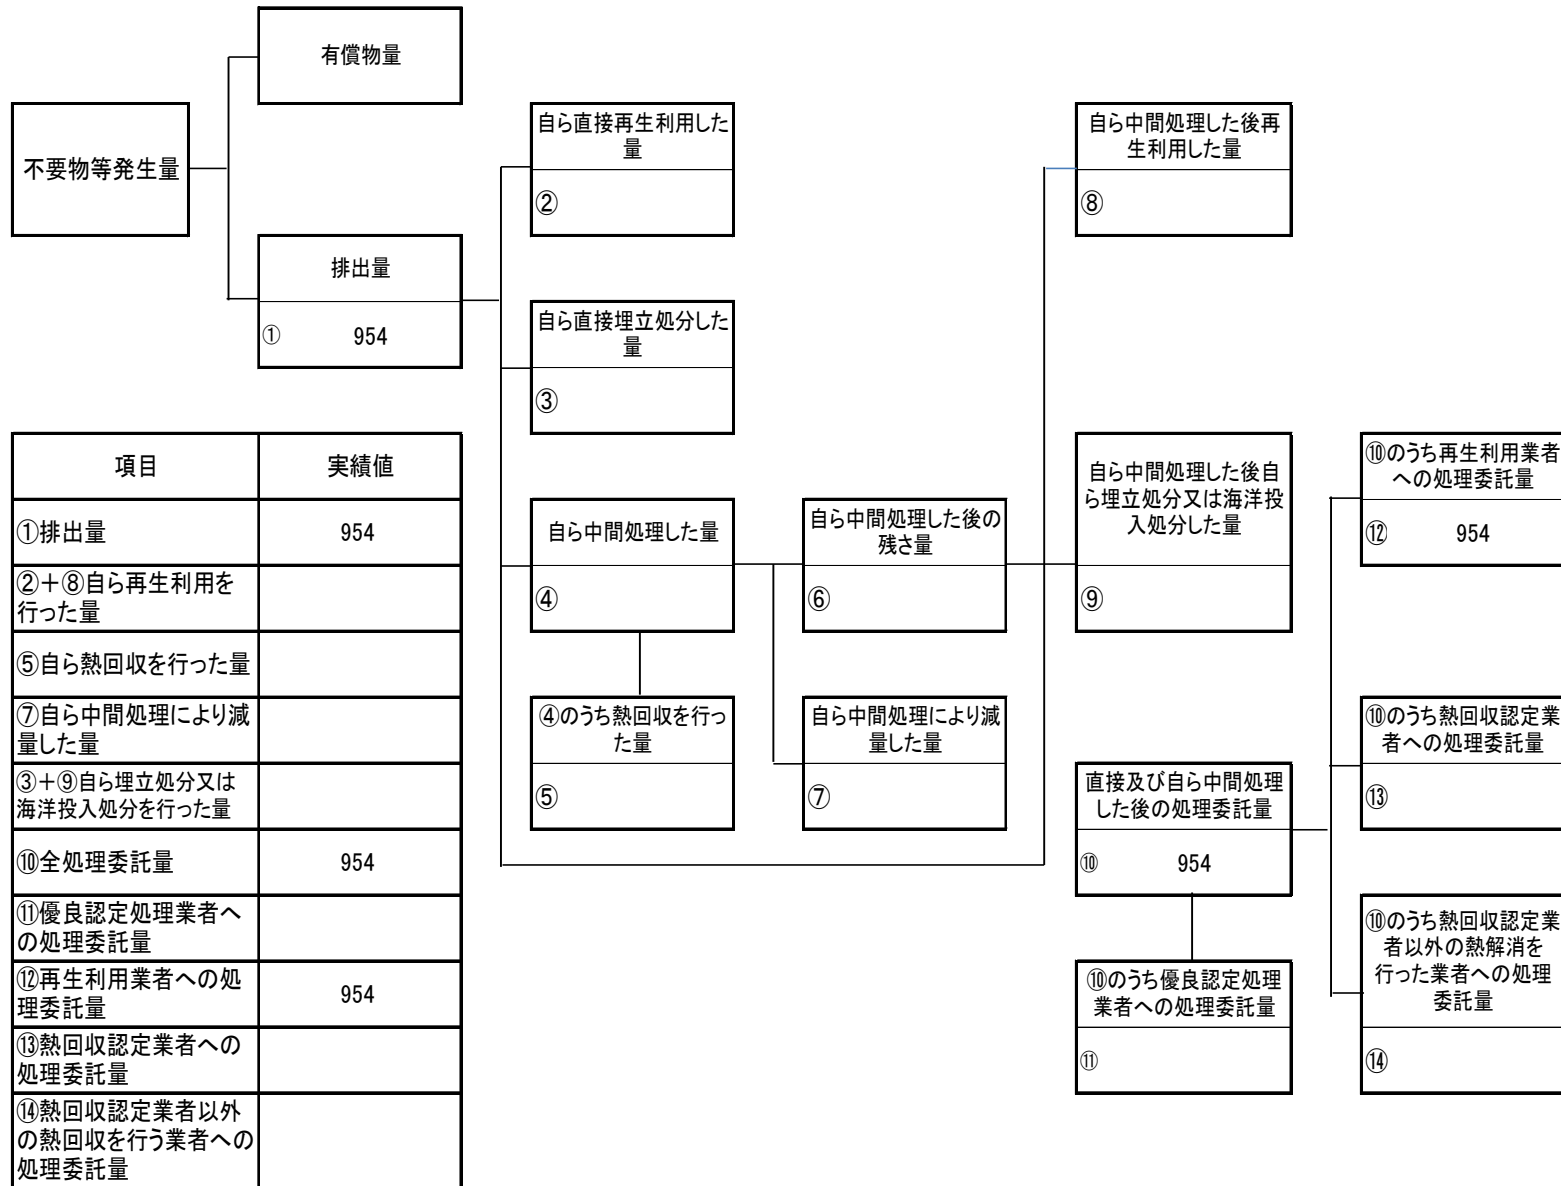 有償物量
不要物等発生量
排出量
① 954
自ら直接再生利用した
量
②
自ら直接埋立処分した
量
③
自ら中間処理した量
④
④のうち熱回収を行っ
た量
⑤
自ら中間処理した後の
残さ量
⑥
自ら中間処理により減
量した量
⑦
自ら中間処理した後再
生利用した量
⑧
自ら中間処理した後自
ら埋立処分又は海洋投
入処分した量
⑨
直接及び自ら中間処理
した後の処理委託量
⑩ 954
⑩のうち優良認定処理
業者への処理委託量
⑪
⑩のうち再生利用業者
への処理委託量
⑫ 954
⑩のうち熱回収認定業
者への処理委託量
⑬
⑩のうち熱回収認定業
者以外の熱解消を
行った業者への処理
委託量
⑭
項目 実績値
①排出量 954
②＋⑧自ら再生利用を
行った量
⑤自ら熱回収を行った量
⑦自ら中間処理により減
量した量
③＋⑨自ら埋立処分又は
海洋投入処分を行った量
⑩全処理委託量 954
⑪優良認定処理業者へ
の処理委託量
⑫再生利用業者への処
理委託量 954
⑬熱回収認定業者への
処理委託量
⑭熱回収認定業者以外
の熱回収を行う業者への
処理委託量